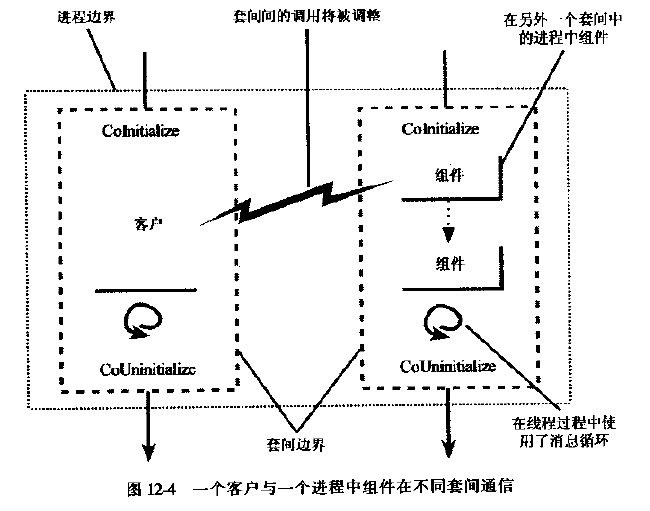 进程边界
套间间的调用将被调整
在另外一个套间中
的进程中组件
CoInitialize
CoInitialize
组件
客户
组件
CoUninitialize
CoUninitialize
套间边界
在线程过程中使
用了消息循环
图 12-4 一个客户与一个进程中组件在不同套间通信